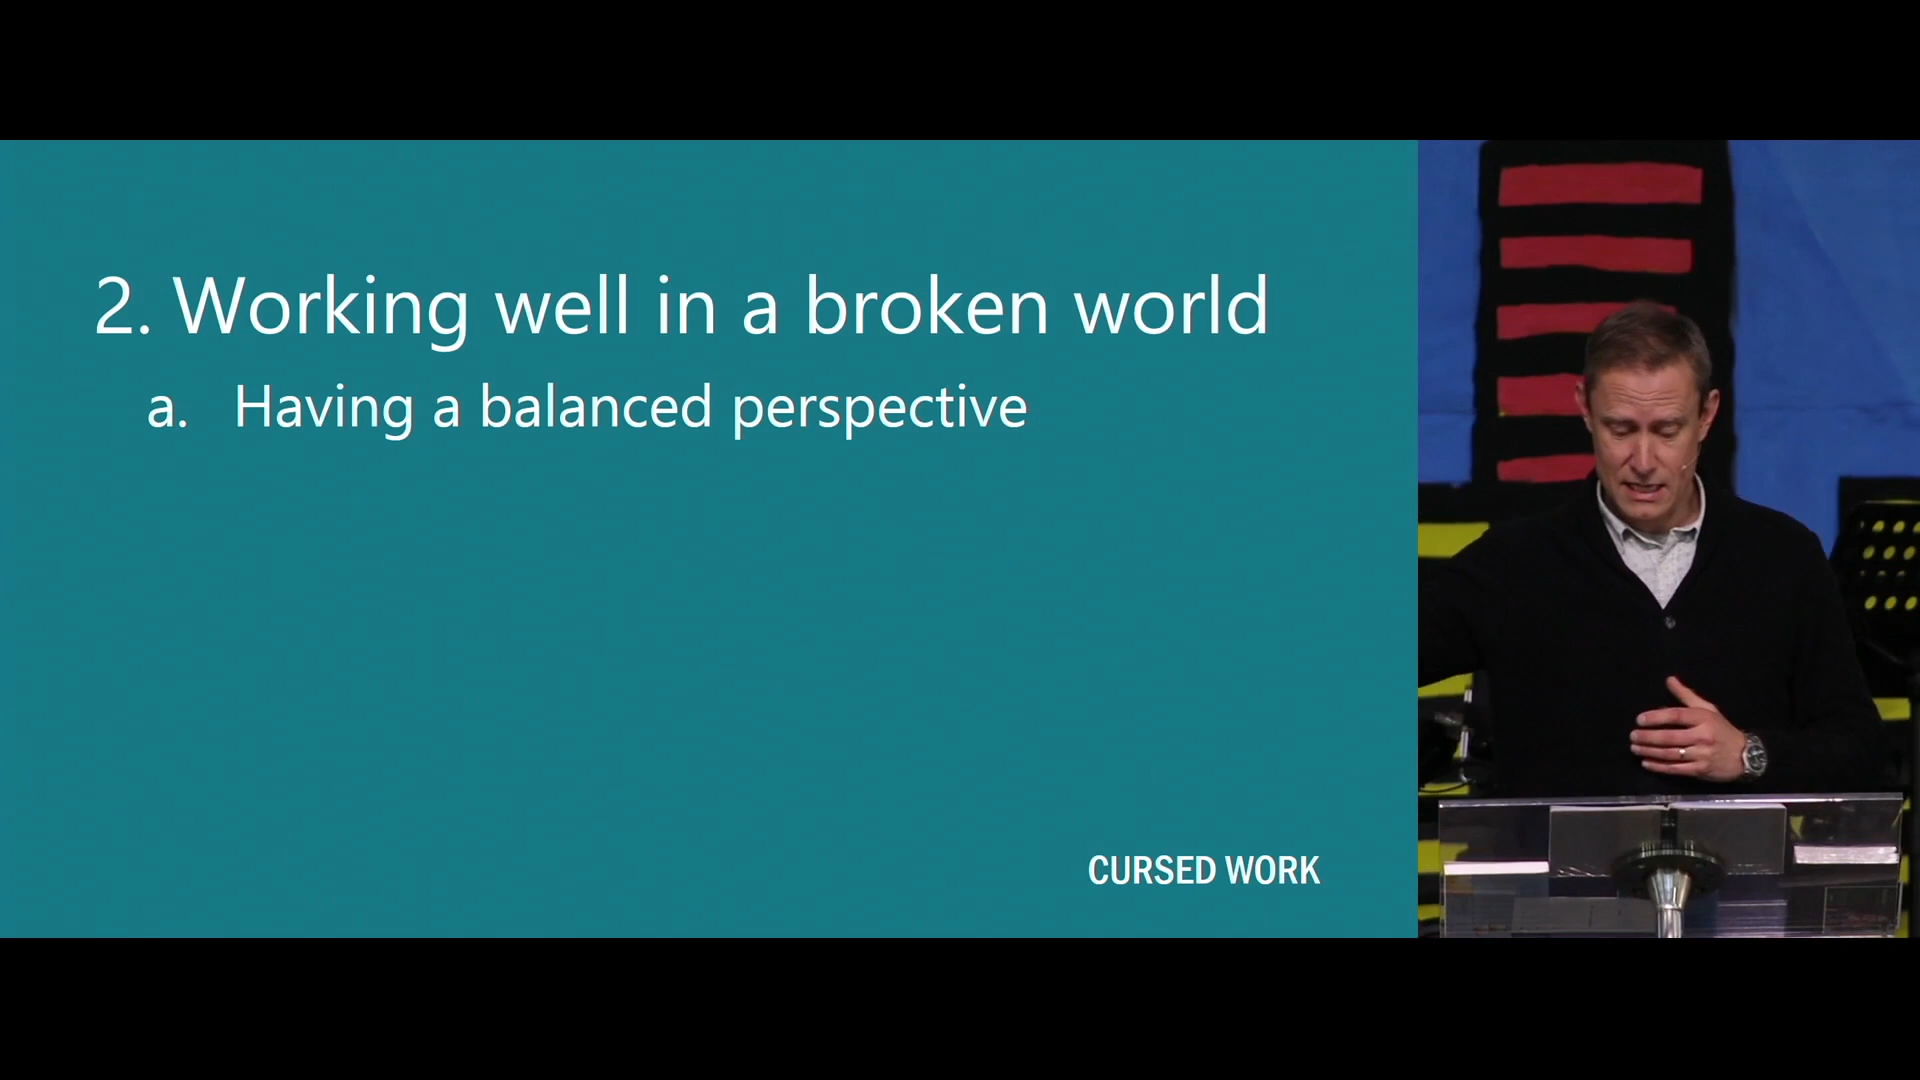 2. Working well in a broken world
a. Having a balanced perspective
CURSED WORK